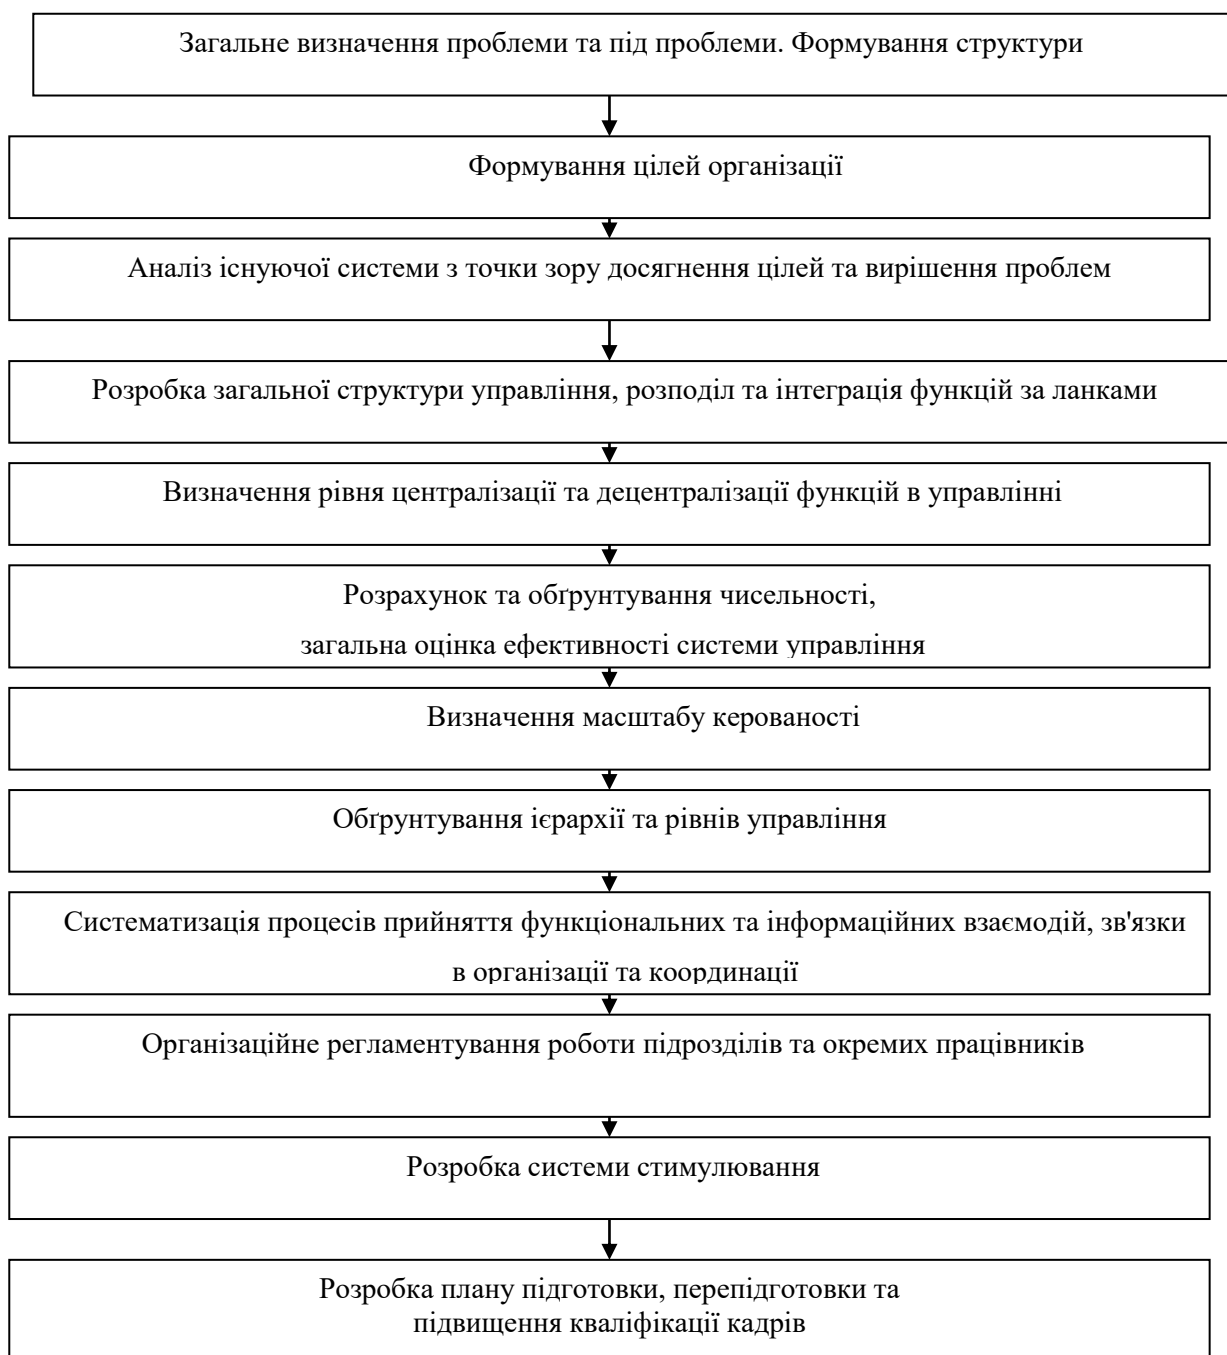 Загальне визначення проблеми та під проблеми. Формування структури
Формування цілей організації
Аналіз існуючої системи з точки зору досягнення цілей та вирішення проблем
Розробка загальної структури управління, розподіл та інтеграція функцій за ланками
Визначення рівня централізації та децентралізації функцій в управлінні
Розрахунок та обґрунтування чисельності,
загальна оцінка ефективності системи управління
Визначення масштабу керованості
Обґрунтування ієрархії та рівнів управління
Систематизація процесів прийняття функціональних та інформаційних взаємодій, зв'язки
в організації та координації
Організаційне регламентування роботи підрозділів та окремих працівників
Розробка системи стимулювання
Розробка плану підготовки, перепідготовки та
підвищення кваліфікації кадрів